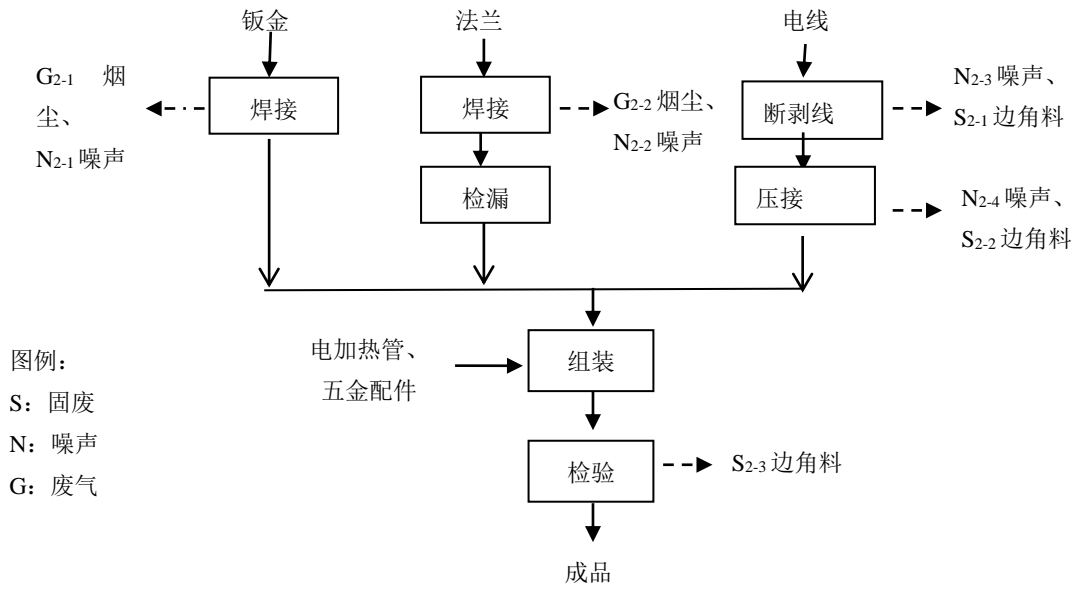 钣金
法兰
电线
G2-1 烟
尘、
N2-1 噪声
焊接
焊接
G2-2 烟尘、
N2-2 噪声
断剥线
N2-3 噪声、
S2-1 边角料
检漏
压接
N2-4 噪声、
S2-2 边角料
电加热管、
五金配件
组装
图例：
S：固废
N：噪声
G：废气
检验
S2-3 边角料
成品